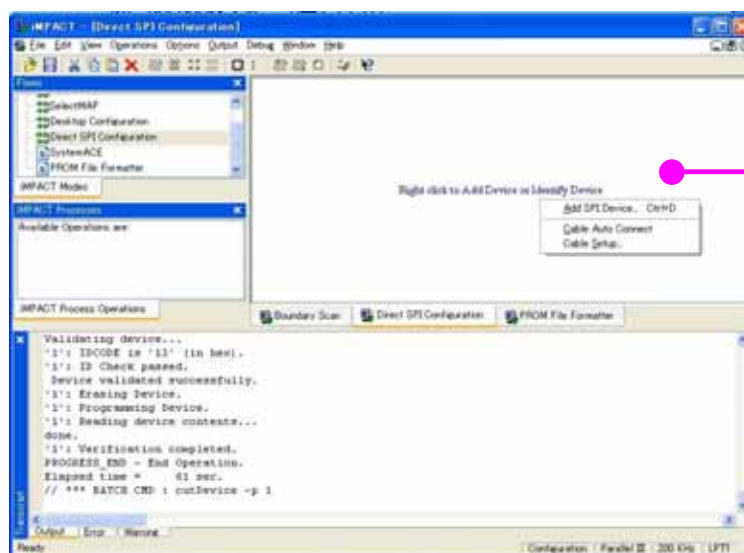 iMPACT - [Direct SPI Configuration]
File Edit View Operations Options Output Debug Window Help
Flows
SelectMAP
Desktop Configuration
Direct SPI Configuration
SystemACE
PROM File Formatter
iMPACT Modes
Right click to Add Device or Identify Device
Add SPI Device... Ctrl+D
Cable Auto Connect
Cable Setup...
iMPACT Processes
Available Operations are:
iMPACT Process Operations
Boundary Scan Direct SPI Configuration PROM File Formatter
Validating device...
'1': IDCODE is '13' (in hex).
'1': ID Check passed.
Device validated successfully.
'1': Erasing Device.
'1': Programming Device.
'1': Reading device contents...
done.
'1': Verification completed.
PROGRESS_END - End Operation.
Elapsed time = 61 sec.
// *** BATCH CMD : cutDevice -p 1
Transcript
Output Error Warning
Ready Configuration Parallel III 200 KHz LPT1